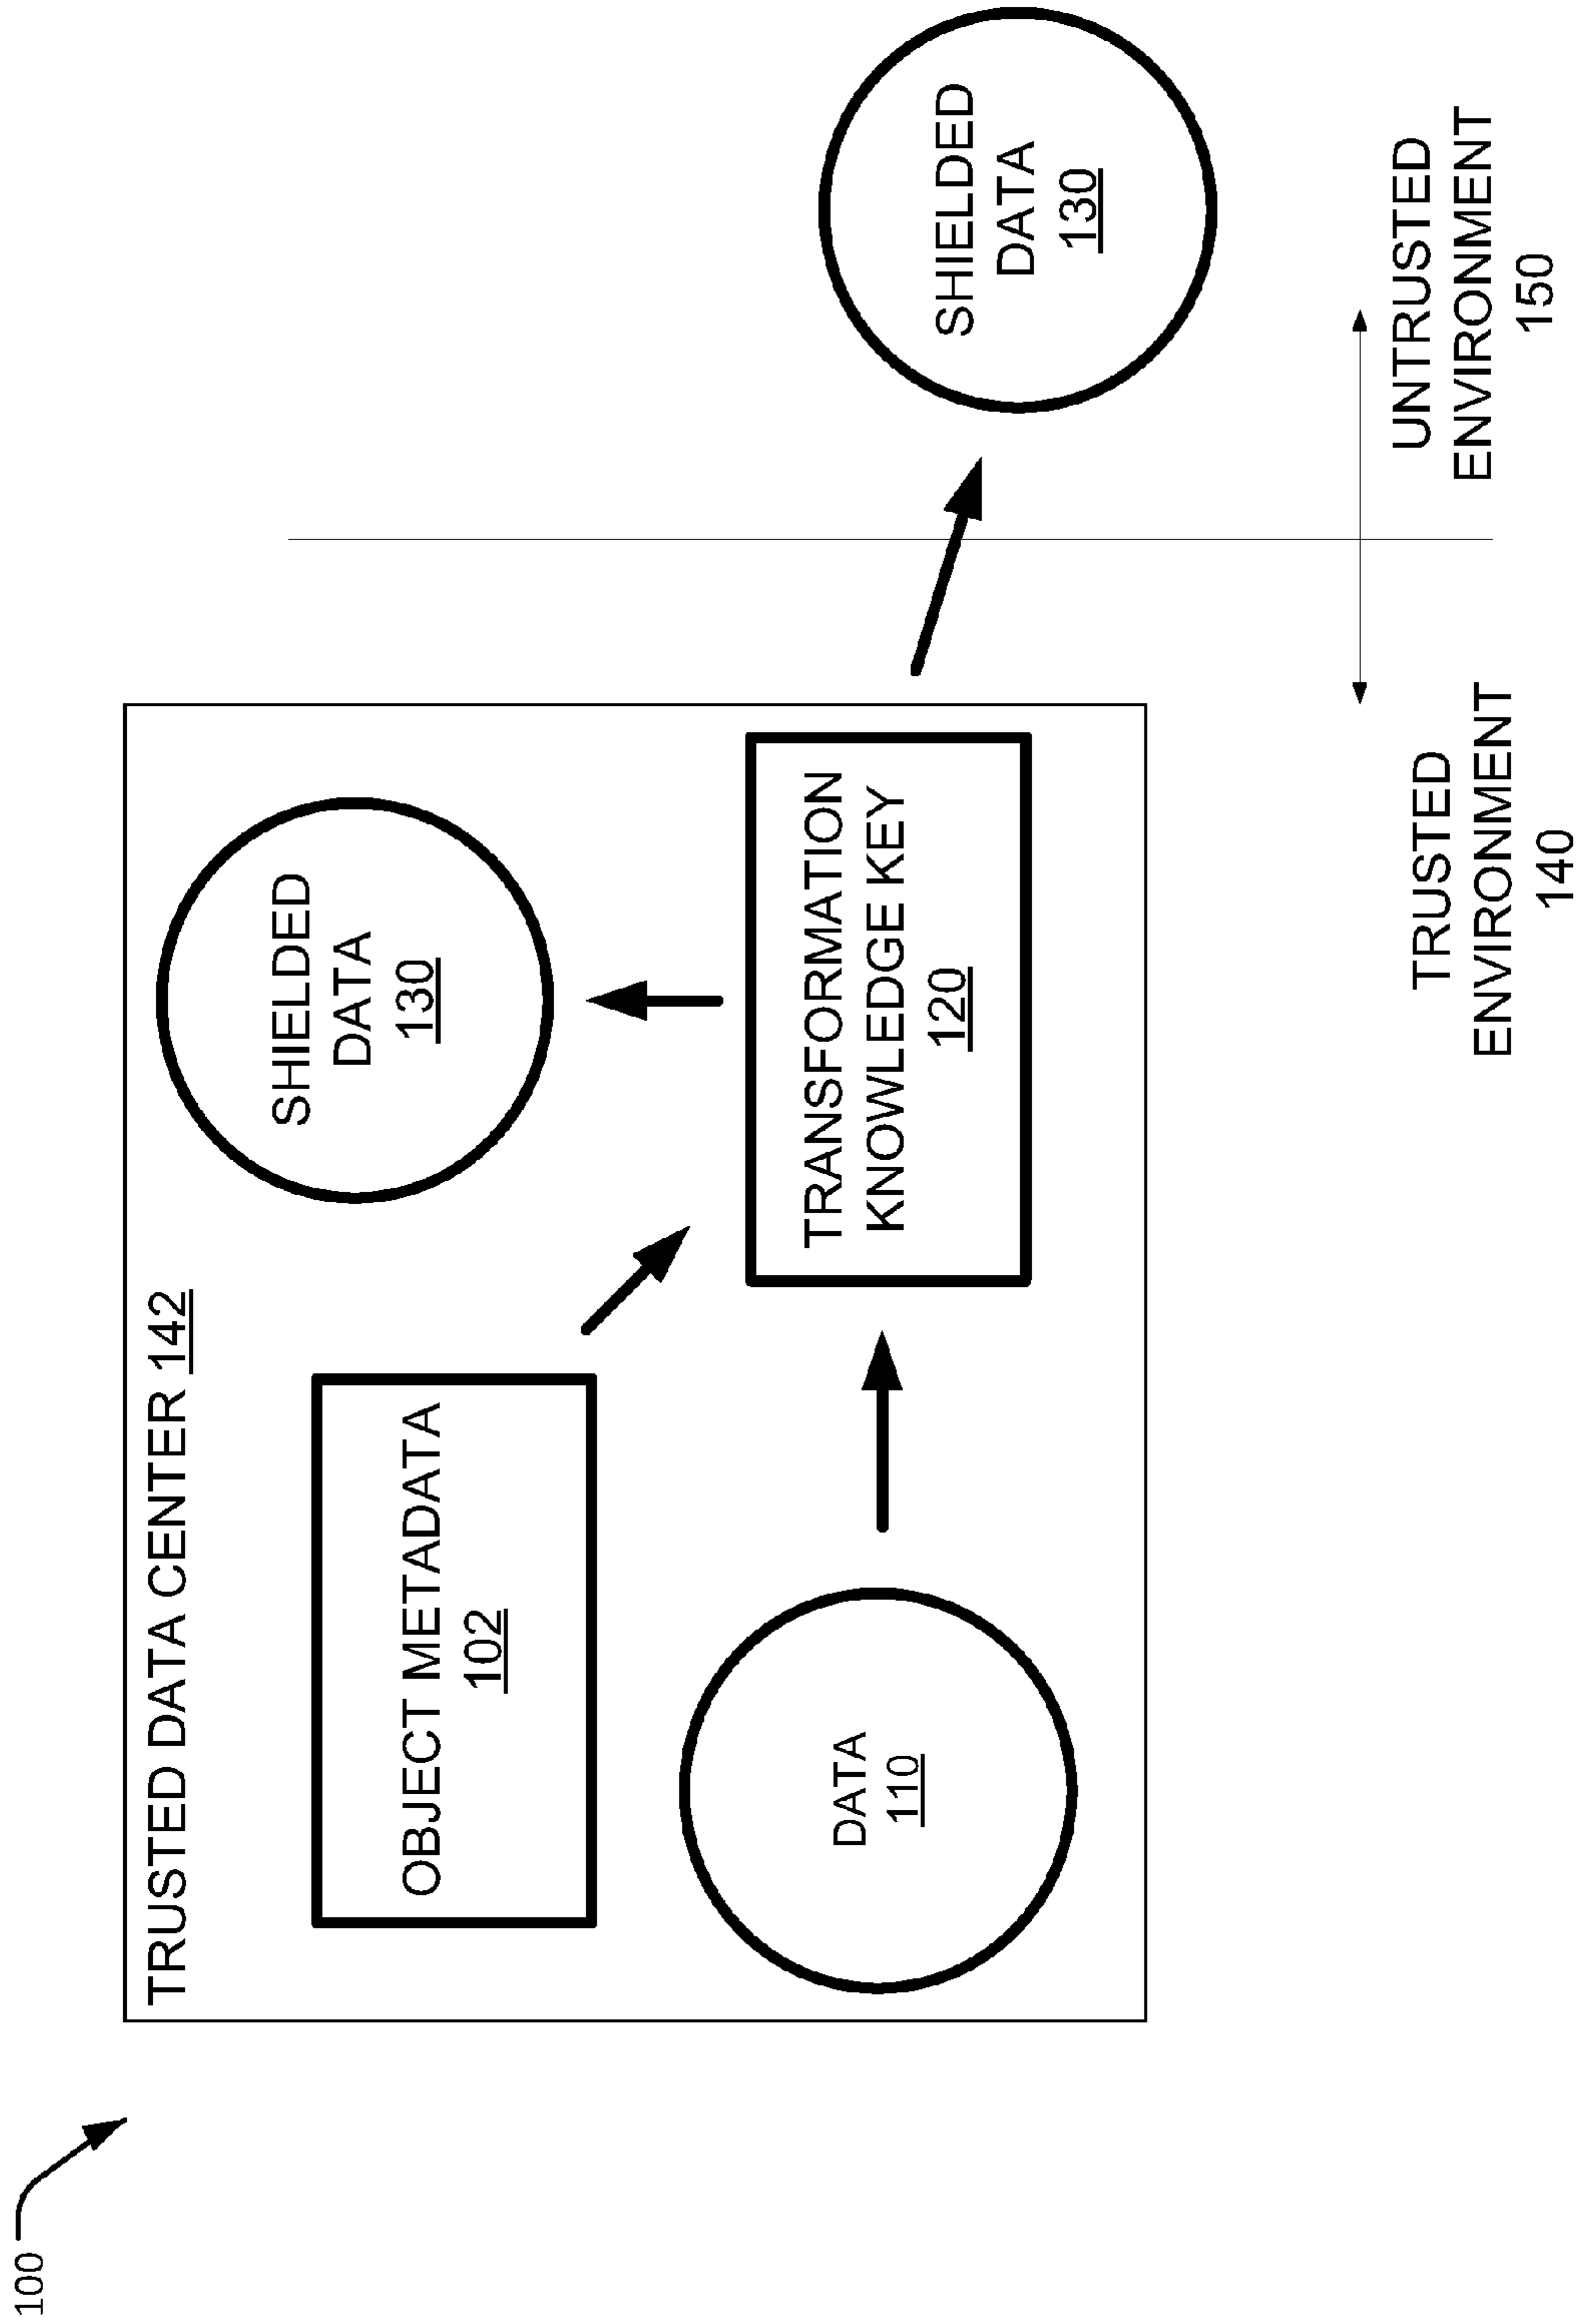 100
TRUSTED DATA CENTER 142
OBJECT METADATA
102
SHIELDED
DATA
130
DATA
110
TRANSFORMATION
KNOWLEDGE KEY
120
SHIELDED
DATA
130
TRUSTED
ENVIRONMENT
140
UNTRUSTED
ENVIRONMENT
150